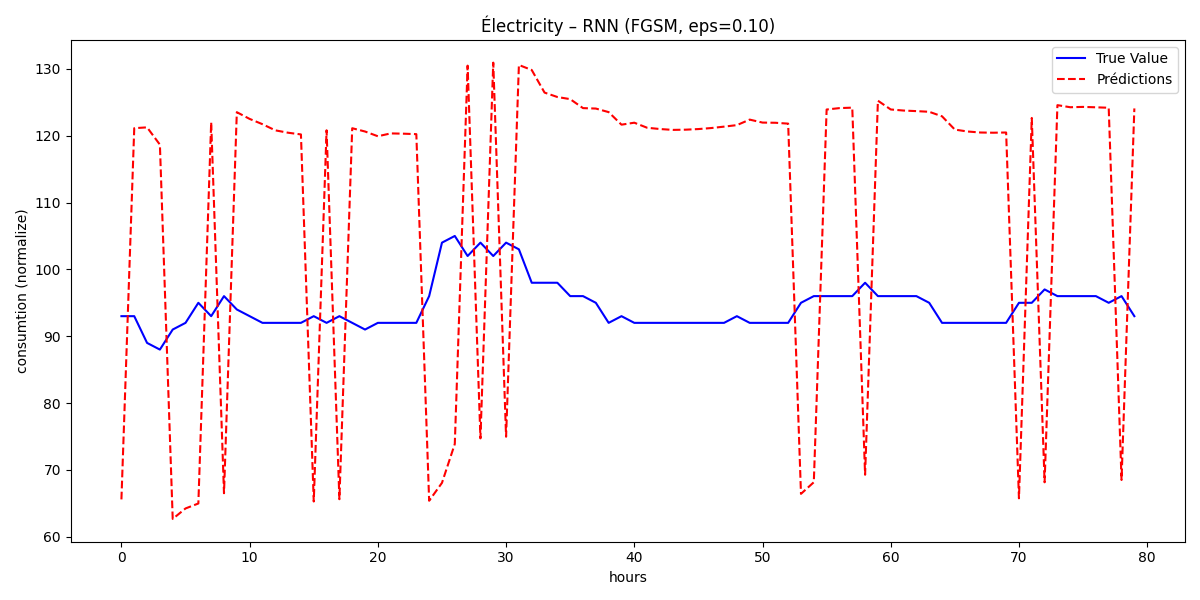 Électricity – RNN (FGSM, eps=0.10)
True Value
Prédictions
consumtion (normalize)
130
120
110
100
90
80
70
60
0 10 20 30 40 50 60 70 80
hours